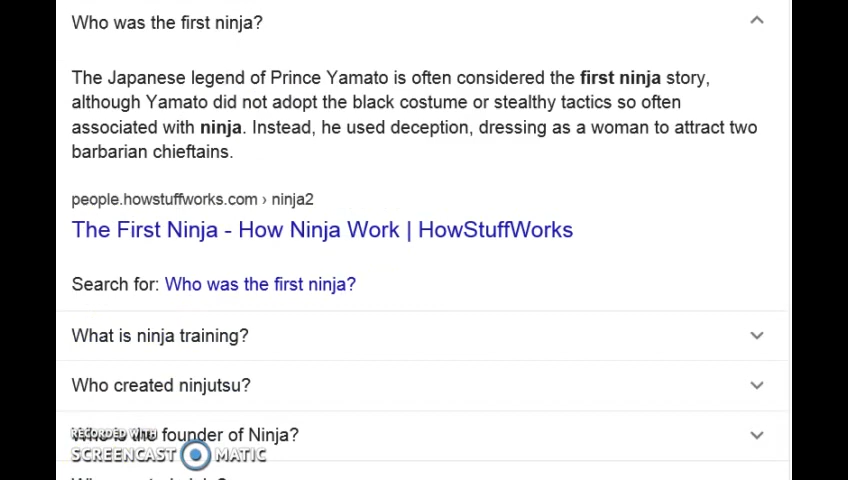 Who was the first ninja?
The Japanese legend of Prince Yamato is often considered the first ninja story,
although Yamato did not adopt the black costume or stealthy tactics so often
associated with ninja. Instead, he used deception, dressing as a woman to attract two
barbarian chieftains.
people.howstuffworks.com › ninja2
The First Ninja - How Ninja Work | HowStuffWorks
Search for: Who was the first ninja?
What is ninja training?
Who created ninjutsu?
Who is the founder of Ninja?
RECORDED WITH
SCREENCAST MATIC